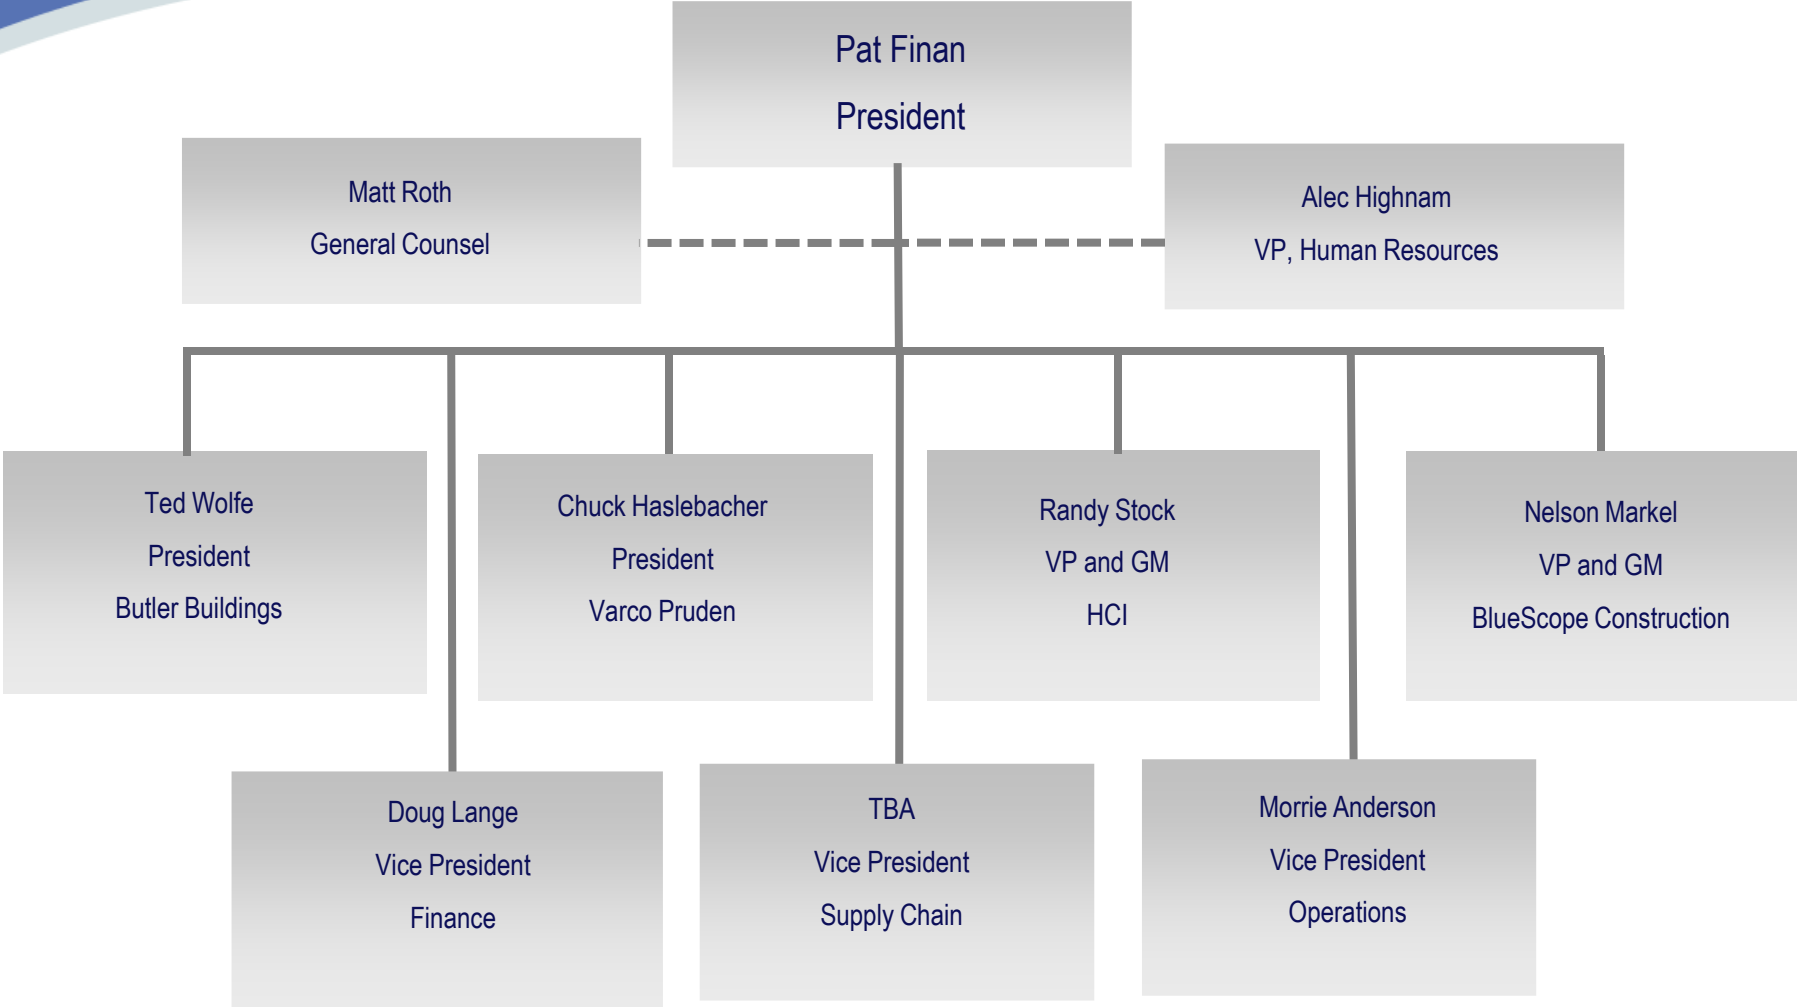 Pat Finan
President
Matt Roth
General Counsel
Alec Highnam
VP, Human Resources
Ted Wolfe
President
Butler Buildings
Chuck Haslebacher
President
Varco Pruden
Randy Stock
VP and GM
HCI
Nelson Markel
VP and GM
BlueScope Construction
Doug Lange
Vice President
Finance
TBA
Vice President
Supply Chain
Morrie Anderson
Vice President
Operations